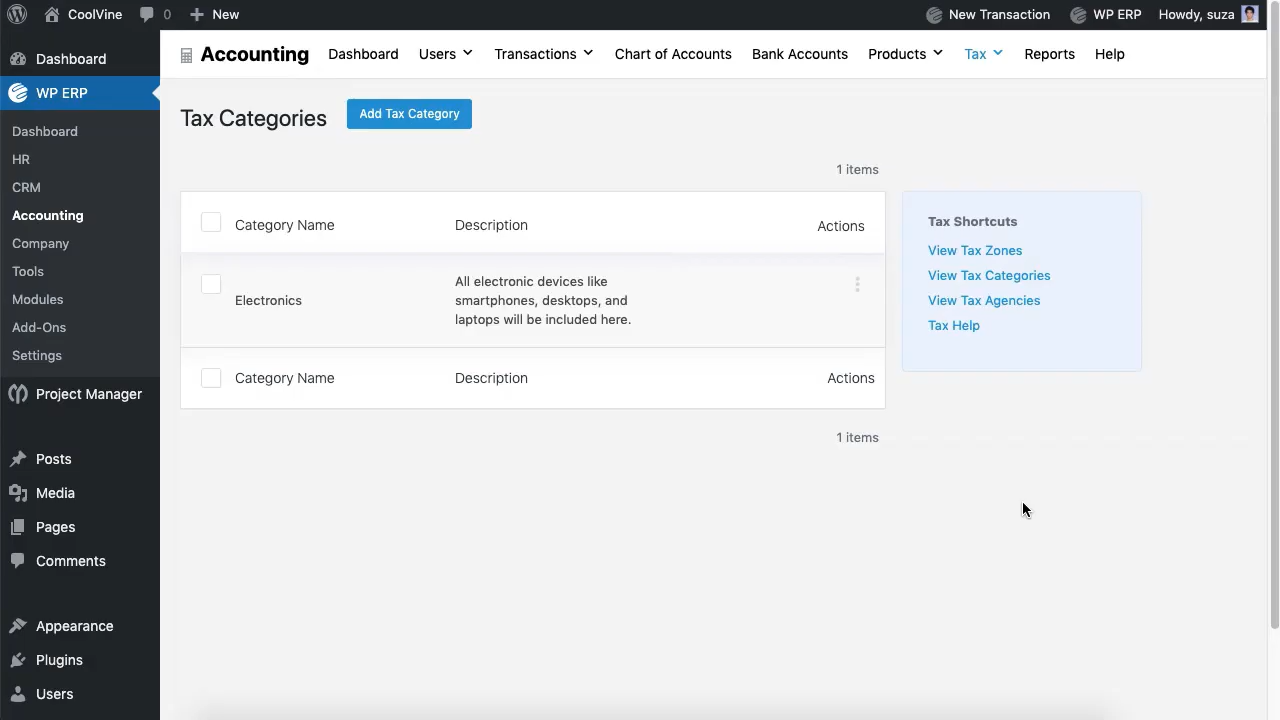 CoolVine 0 New New Transaction WP ERP Howdy, suza
Accounting Dashboard Users Transactions Chart of Accounts Bank Accounts Products Tax Reports Help
Dashboard
WP ERP
Dashboard
HR
CRM
Accounting
Company
Tools
Modules
Add-Ons
Settings
Project Manager
Posts
Media
Pages
Comments
Appearance
Plugins
Users
Tax Categories Add Tax Category
1 items
Category Name Description Actions
Electronics
All electronic devices like
smartphones, desktops, and
laptops will be included here.
Category Name Description Actions
1 items
Tax Shortcuts
View Tax Zones
View Tax Categories
View Tax Agencies
Tax Help